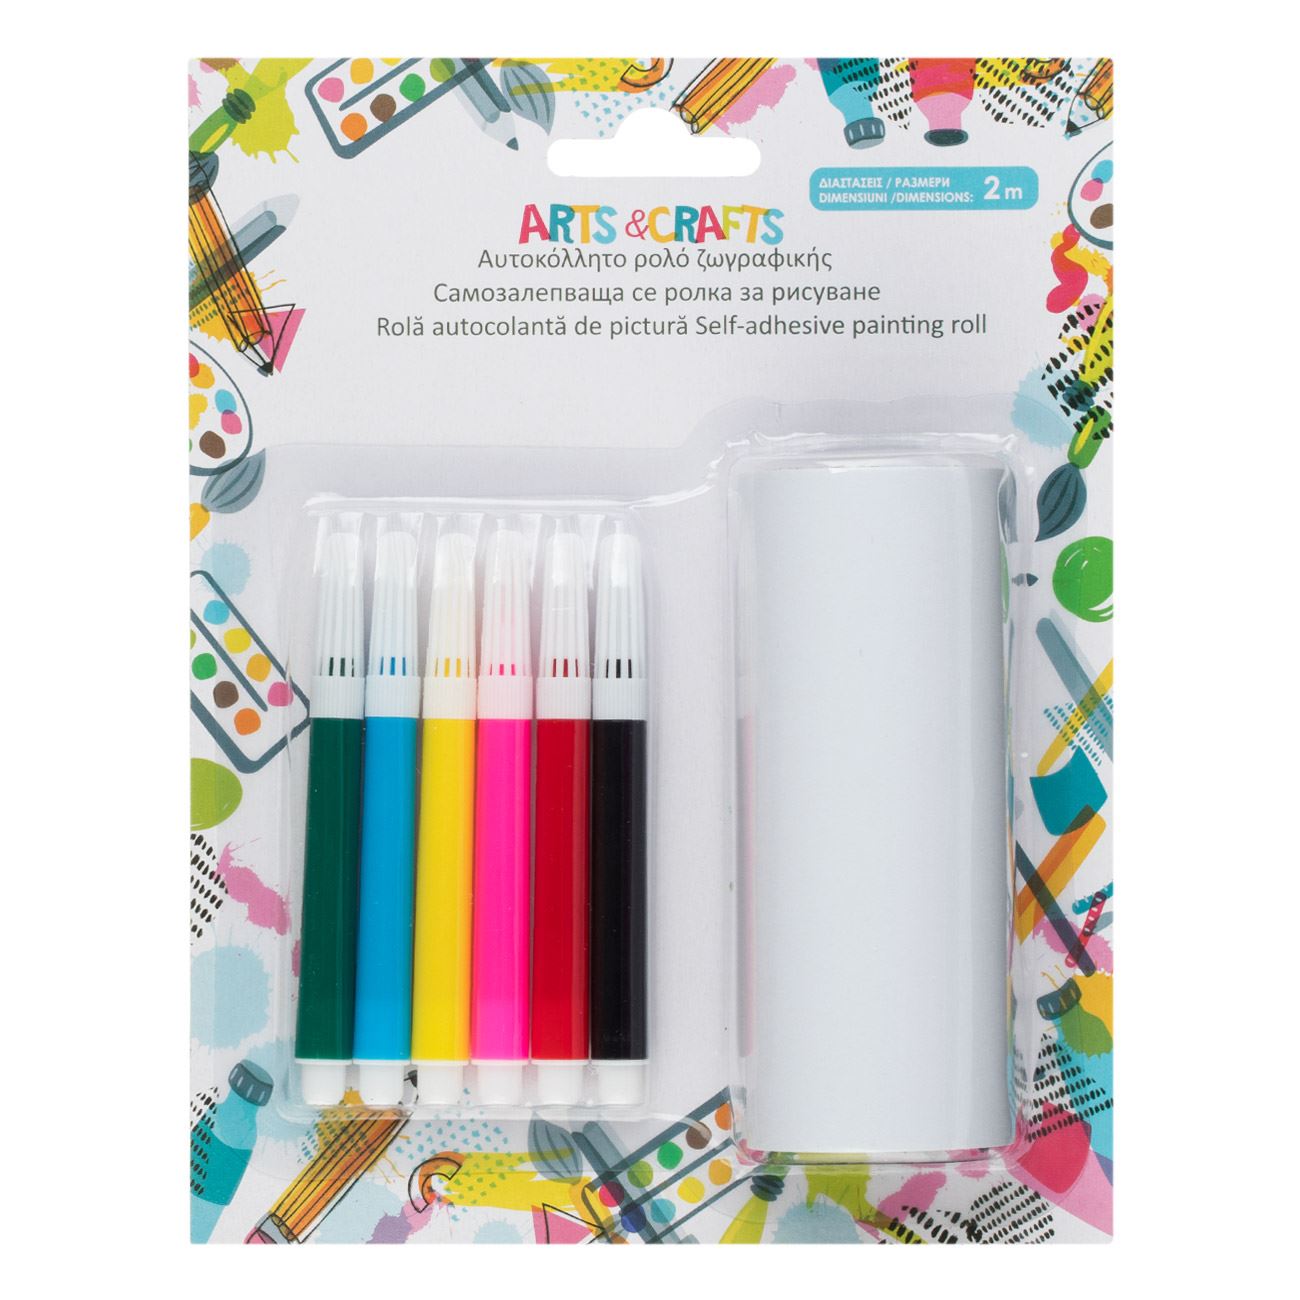 ΔΙΑΣΤΑΣΕΙΣ / РАЗМЕРИ
DIMENSIUNI /DIMENSIONS: 2 m
ARTS &CRAFTS
Αυτοκόλλητο ρολό ζωγραφικής
Самозалепваща се ролка за рисуване
Rolă autocolantă de pictură Self-adhesive painting roll